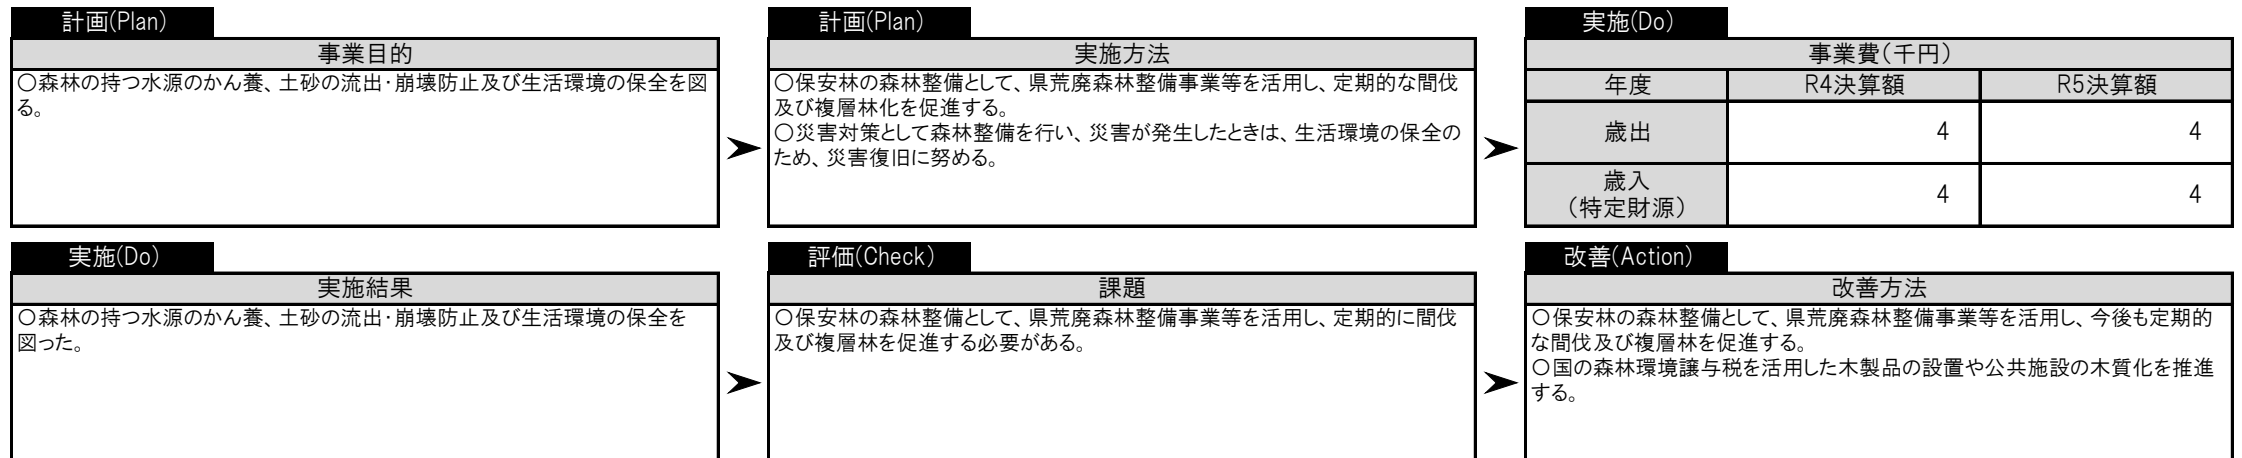 計画(Plan)
事業目的
○森林の持つ水源のかん養、土砂の流出・崩壊防止及び生活環境の保全を図
る。
計画(Plan)
実施方法
○保安林の森林整備として、県荒廃森林整備事業等を活用し、定期的な間伐
及び複層林化を促進する。
○災害対策として森林整備を行い、災害が発生したときは、生活環境の保全の
ため、災害復旧に努める。
実施(Do)
事業費(千円)
年度 R4決算額 R5決算額
歳出 4 4
歳入
(特定財源) 4 4
実施(Do)
実施結果
○森林の持つ水源のかん養、土砂の流出・崩壊防止及び生活環境の保全を
図った。
評価(Check)
課題
○保安林の森林整備として、県荒廃森林整備事業等を活用し、定期的に間伐
及び複層林を促進する必要がある。
改善(Action)
改善方法
○保安林の森林整備として、県荒廃森林整備事業等を活用し、今後も定期的
な間伐及び複層林を促進する。
○国の森林環境譲与税を活用した木製品の設置や公共施設の木質化を推進
する。